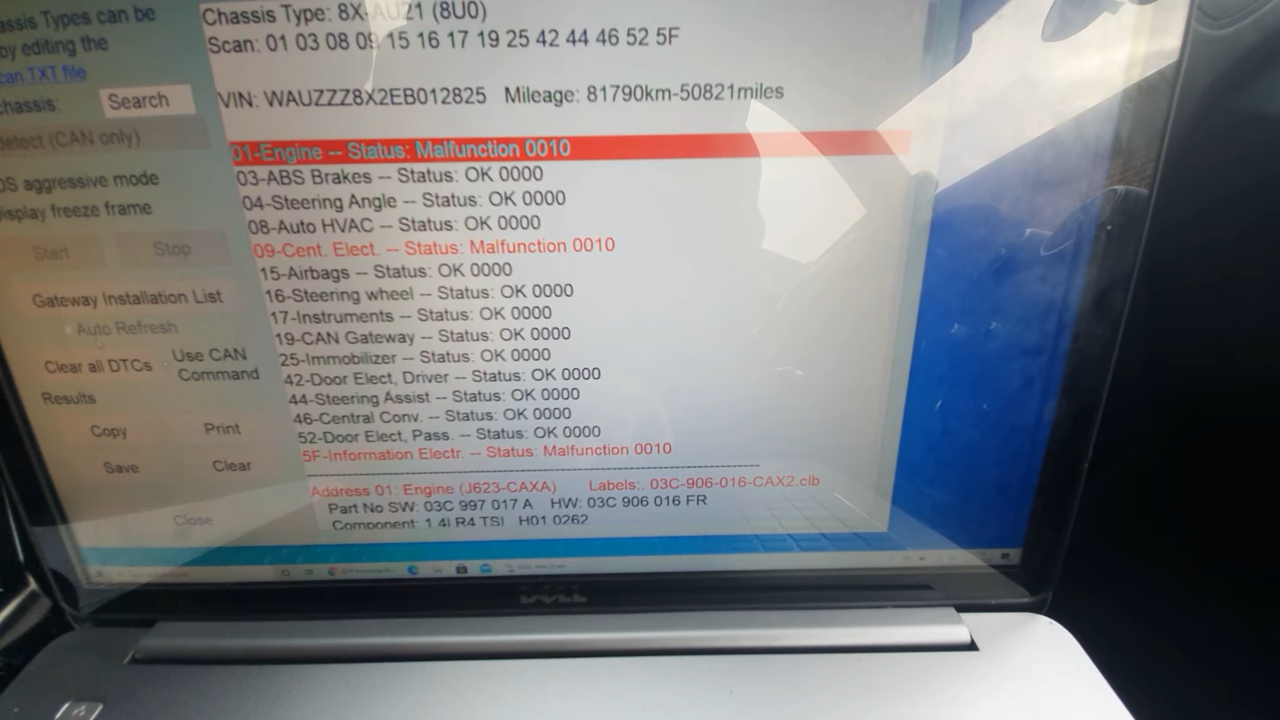 assis Types can be
by editing the
can.TXT file
chassis:
Search
detect (CAN only)
DS aggressive mode
display freeze frame
Start
Stop
Gateway Installation List
Auto Refresh
Clear all DTCs
Use CAN
Command
Results
Copy
Print
Save
Clear
Close
Chassis Type: 8X-AU21 (8U0)
Scan: 01 03 08 09 15 16 17 19 25 42 44 46 52 5F
VIN: WAUZZZ8X2EB012825 Mileage: 81790km-50821miles
01-Engine -- Status: Malfunction 0010
03-ABS Brakes -- Status: OK 0000
04-Steering Angle -- Status: OK 0000
08-Auto HVAC -- Status: OK 0000
09-Cent. Elect. -- Status: Malfunction 0010
15-Airbags -- Status: OK 0000
16-Steering wheel -- Status: OK 0000
17-Instruments -- Status: OK 0000
19-CAN Gateway -- Status: OK 0000
25-Immobilizer -- Status: OK 0000
42-Door Elect, Driver -- Status: OK 0000
44-Steering Assist -- Status: OK 0000
46-Central Conv. -- Status: OK 0000
52-Door Elect, Pass. -- Status: OK 0000
5F-Information Electr. -- Status: Malfunction 0010
Address 01: Engine (J623-CAXA) Labels:. 03C-906-016-CAX2.clb
Part No SW: 03C 997 017 A HW: 03C 906 016 FR
Component: 1.4l R4 TSI H01 0262
DELL